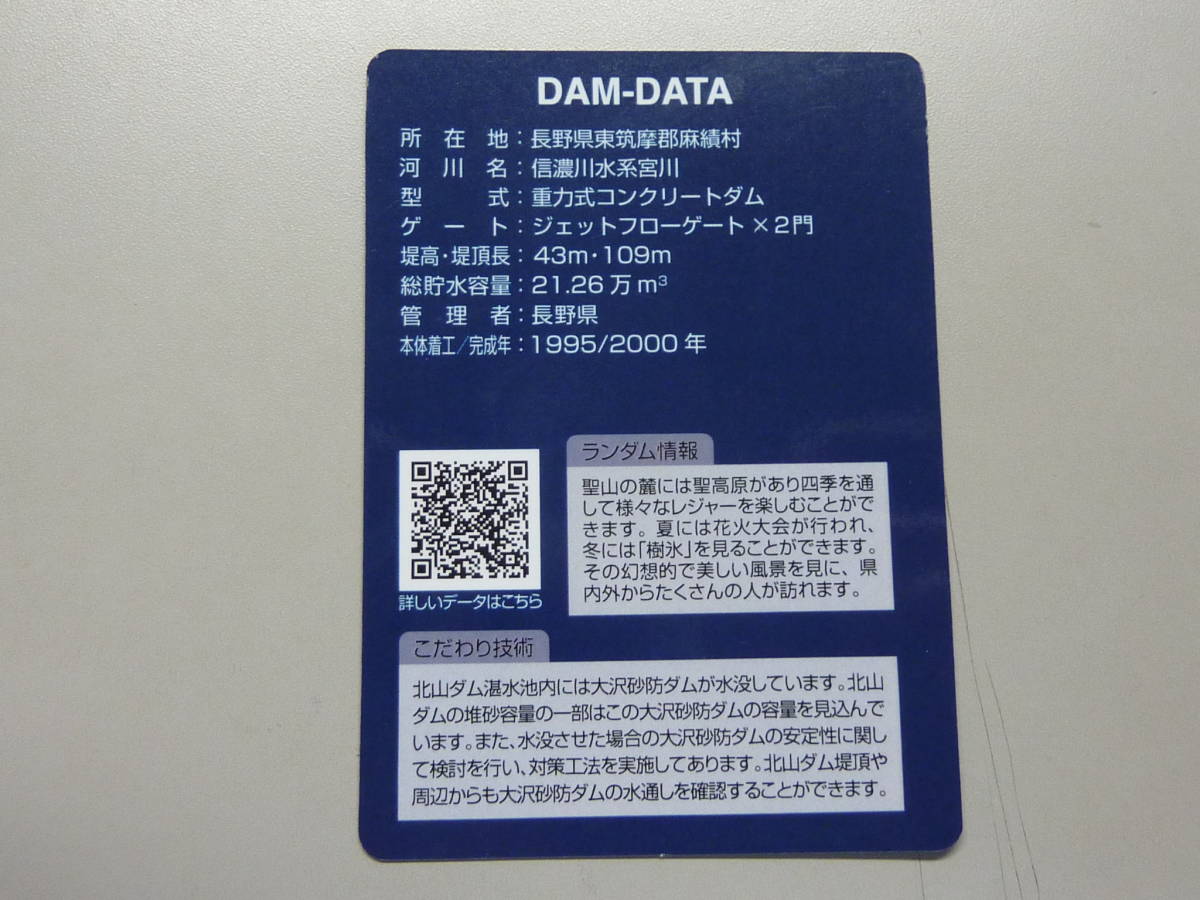 DAM-DATA
所在地：長野県東筑摩郡麻績村
河川名：信濃川水系宮川
型式：重力式コンクリートダム
ゲート：ジェットフローゲート×2門
堤高・堤頂長：43m・109m
総貯水容量：21.26万m³
管理者：長野県
本体着工／完成年：1995/2000年
詳しいデータはこちら
ランダム情報
聖山の麓には聖高原があり四季を通
して様々なレジャーを楽しむことがで
きます。夏には花火大会が行われ、
冬には「樹氷」を見ることができます。
その幻想的で美しい風景を見に、県
内外からたくさんの人が訪れます。
こだわり技術
北山ダム湛水池内には大沢砂防ダムが水没しています。北山
ダムの堆砂容量の一部はこの大沢砂防ダムの容量を見込んで
います。また、水没させた場合の大沢砂防ダムの安定性に関し
て検討を行い、対策工法を実施してあります。北山ダム堤頂や
周辺からも大沢砂防ダムの水通しを確認することができます。